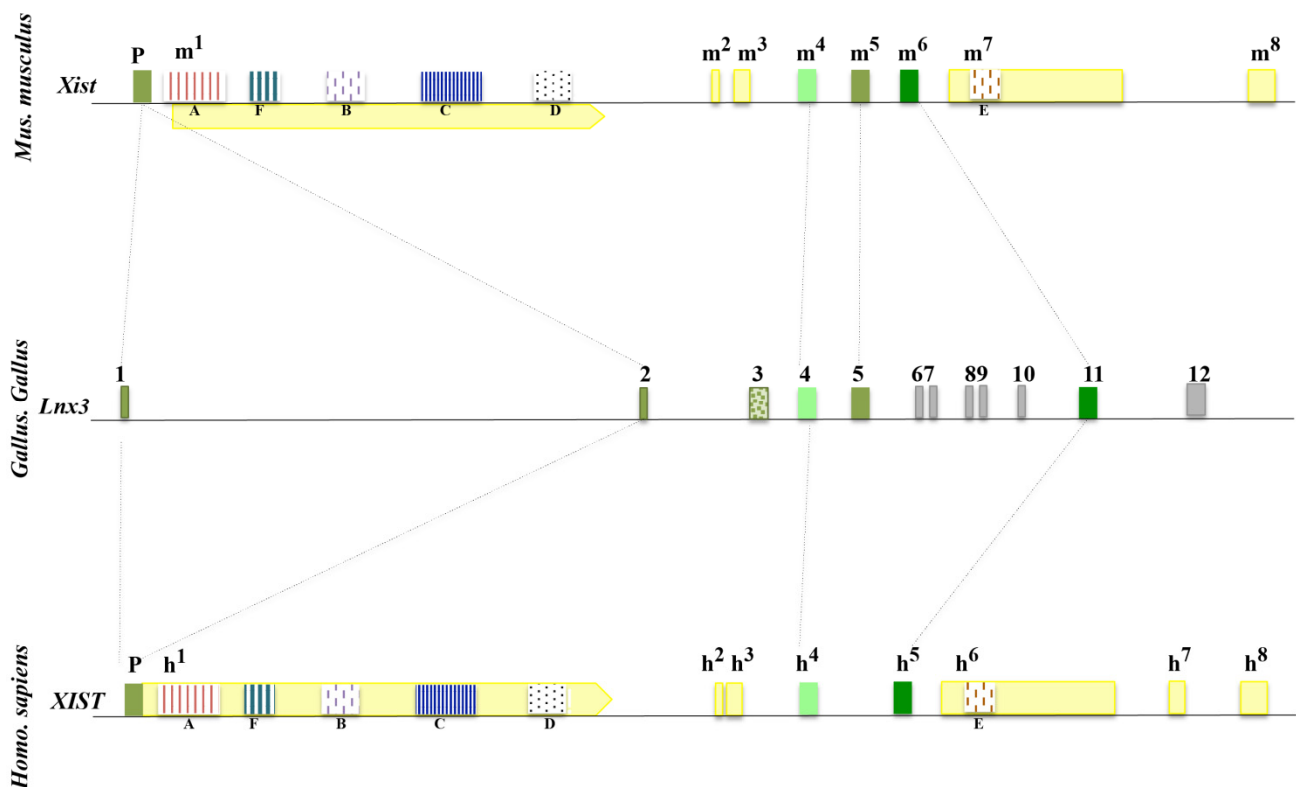 Mus. musculus
Xist
P m1 m2 m3 m4 m5 m6 m7 m8
A F B C D E
Gallus. Gallus
Lnx3
1 2 3 4 5 67 89 10 11 12
Homo. sapiens
XIST
P h1 h2 h3 h4 h5 h6 h7 h8
A F B C D E